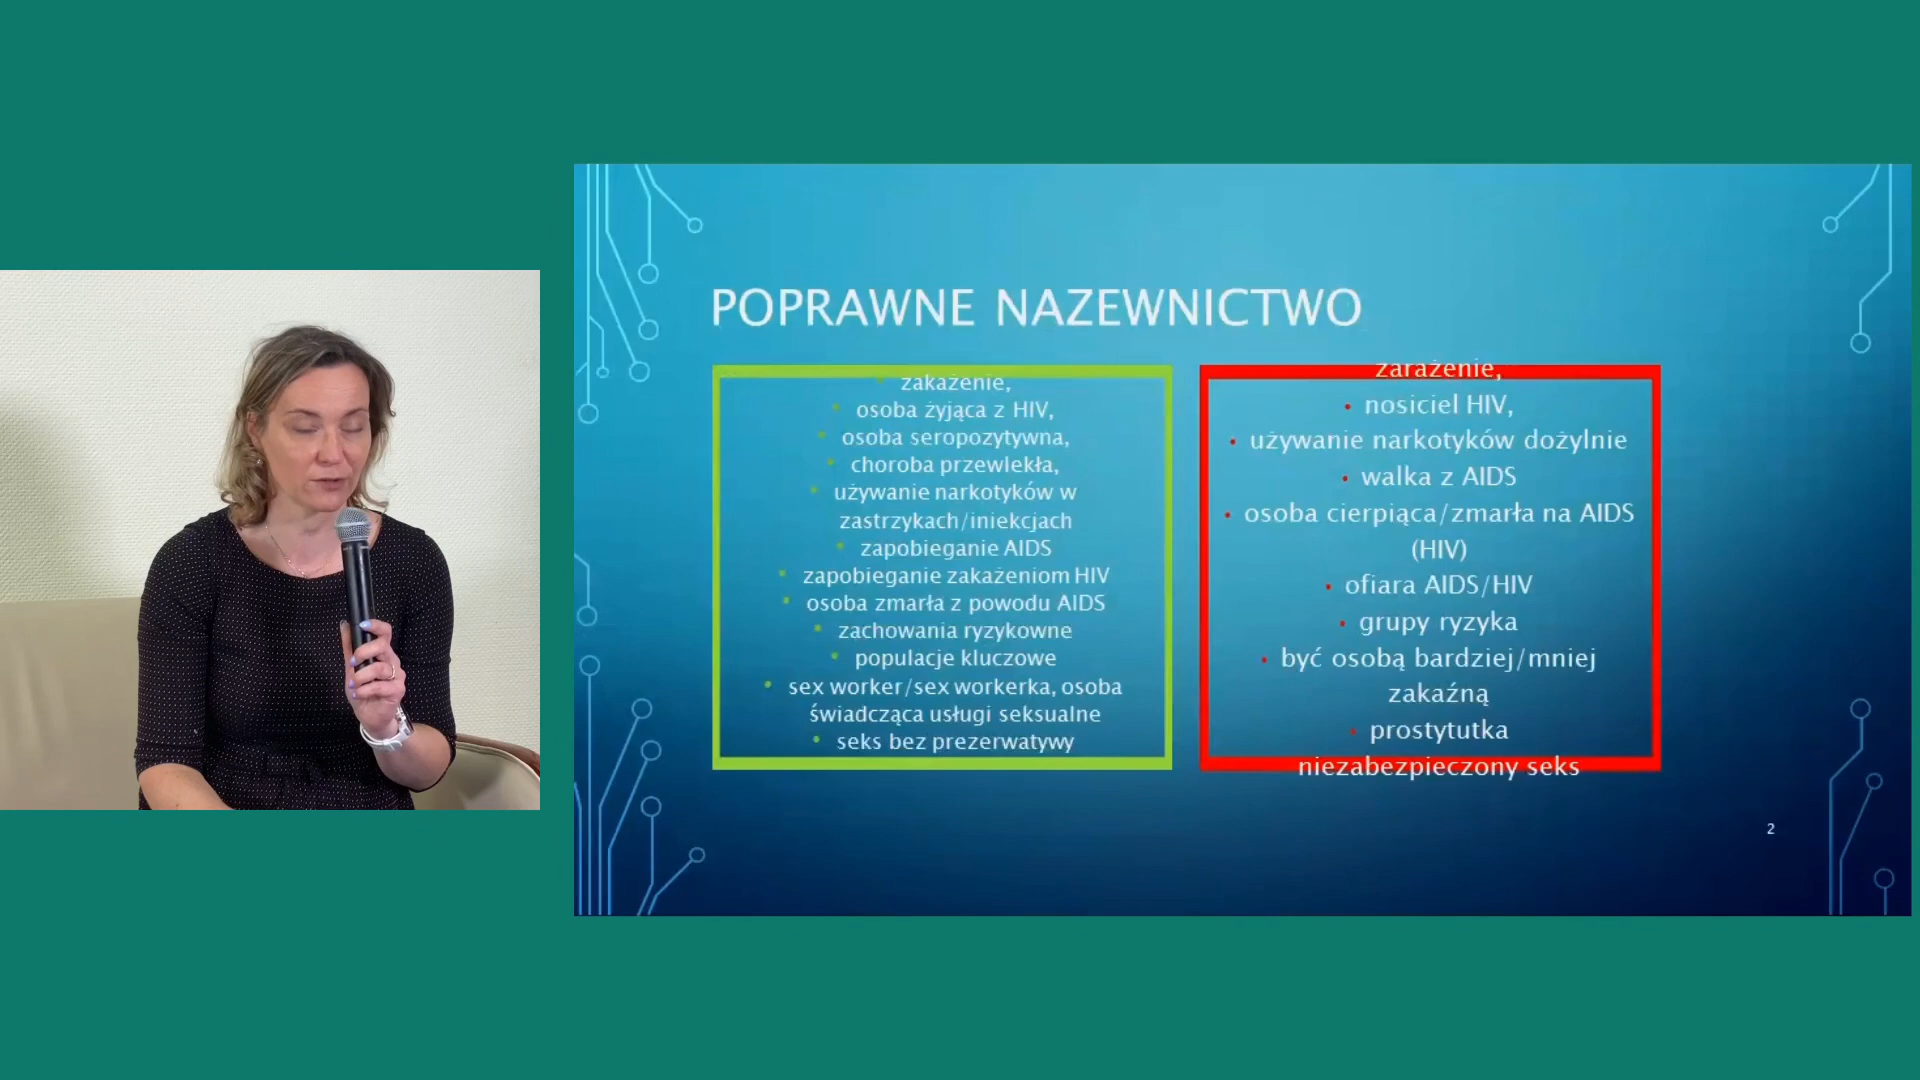 POPRAWNE NAZEWNICTWO
zakażenie,
osoba żyjąca z HIV,
osoba seropozytywna,
choroba przewlekła,
używanie narkotyków w
zastrzykach/iniekcjach
zapobieganie AIDS
zapobieganie zakażeniom HIV
osoba zmarła z powodu AIDS
zachowania ryzykowne
populacje kluczowe
sex worker/sex workerka, osoba
świadcząca usługi seksualne
seks bez prezerwatywy
zarażenie,
nosiciel HIV,
używanie narkotyków dożylnie
walka z AIDS
osoba cierpiąca/zmarła na AIDS
(HIV)
ofiara AIDS/HIV
grupy ryzyka
być osobą bardziej/mniej
zakaźną
prostytutka
niezabezpieczony seks
2